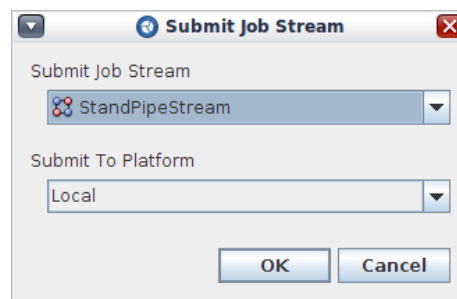 Submit Job Stream
Submit Job Stream
StandPipeStream
Submit To Platform
Local
OK Cancel